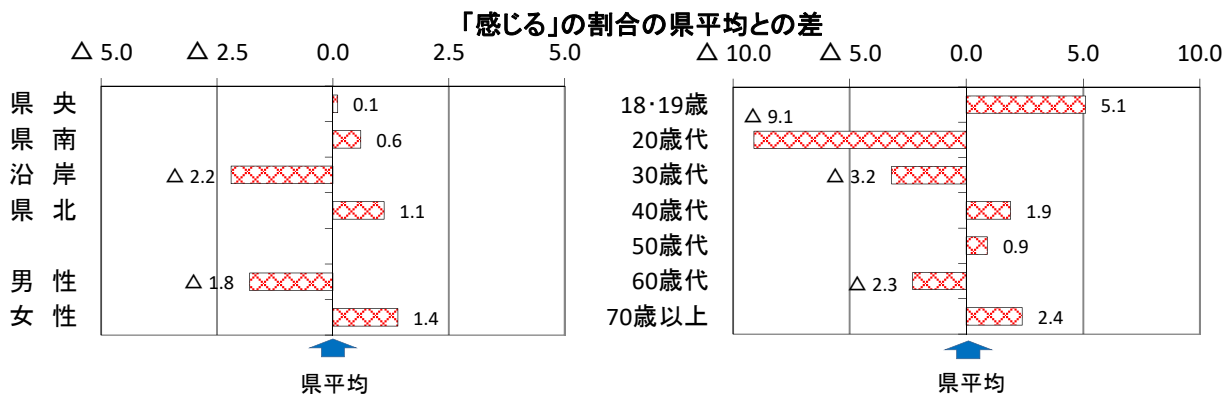 「感じる」の割合の県平均との差
△ 5.0 △ 2.5 0.0 2.5 5.0
県 央 0.1
県 南 0.6
沿 岸 △ 2.2
県 北 1.1
男 性 △ 1.8
女 性 1.4
県平均
△ 10.0 △ 5.0 0.0 5.0 10.0
18・19歳 5.1
20歳代 △ 9.1
30歳代 △ 3.2
40歳代 1.9
50歳代 0.9
60歳代 △ 2.3
70歳以上 2.4
県平均